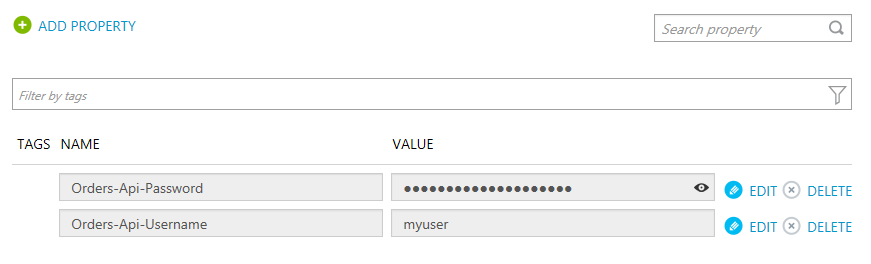 ADD PROPERTY
Search property
Filter by tags
TAGS NAME VALUE
Orders-Api-Password ●●●●●●●●●●●●●●●●●●●● EDIT DELETE
Orders-Api-Username myuser EDIT DELETE